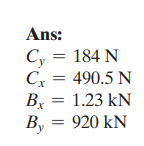 Ans:
C_y = 184 N
C_x = 490.5 N
B_x = 1.23 kN
B_y = 920 kN